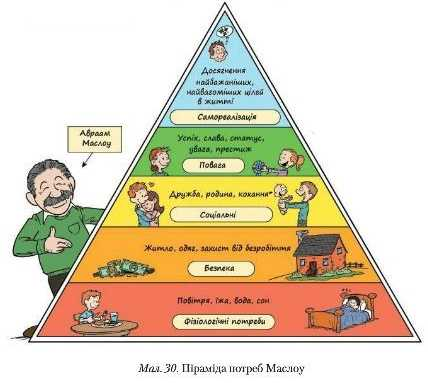 Досягнення
найбажаніших,
найвагоміших цілей
в житті
Самореалізація
Успіх, слава, статус,
увага, престиж
Повага
Авраам
Маслоу
Дружба, родина, кохання
Соціальні
Житло, одяг, захист від безробіття
Безпека
Повітря, їжа, вода, сон
Фізіологічні потреби
Мал. 30. Піраміда потреб Маслоу